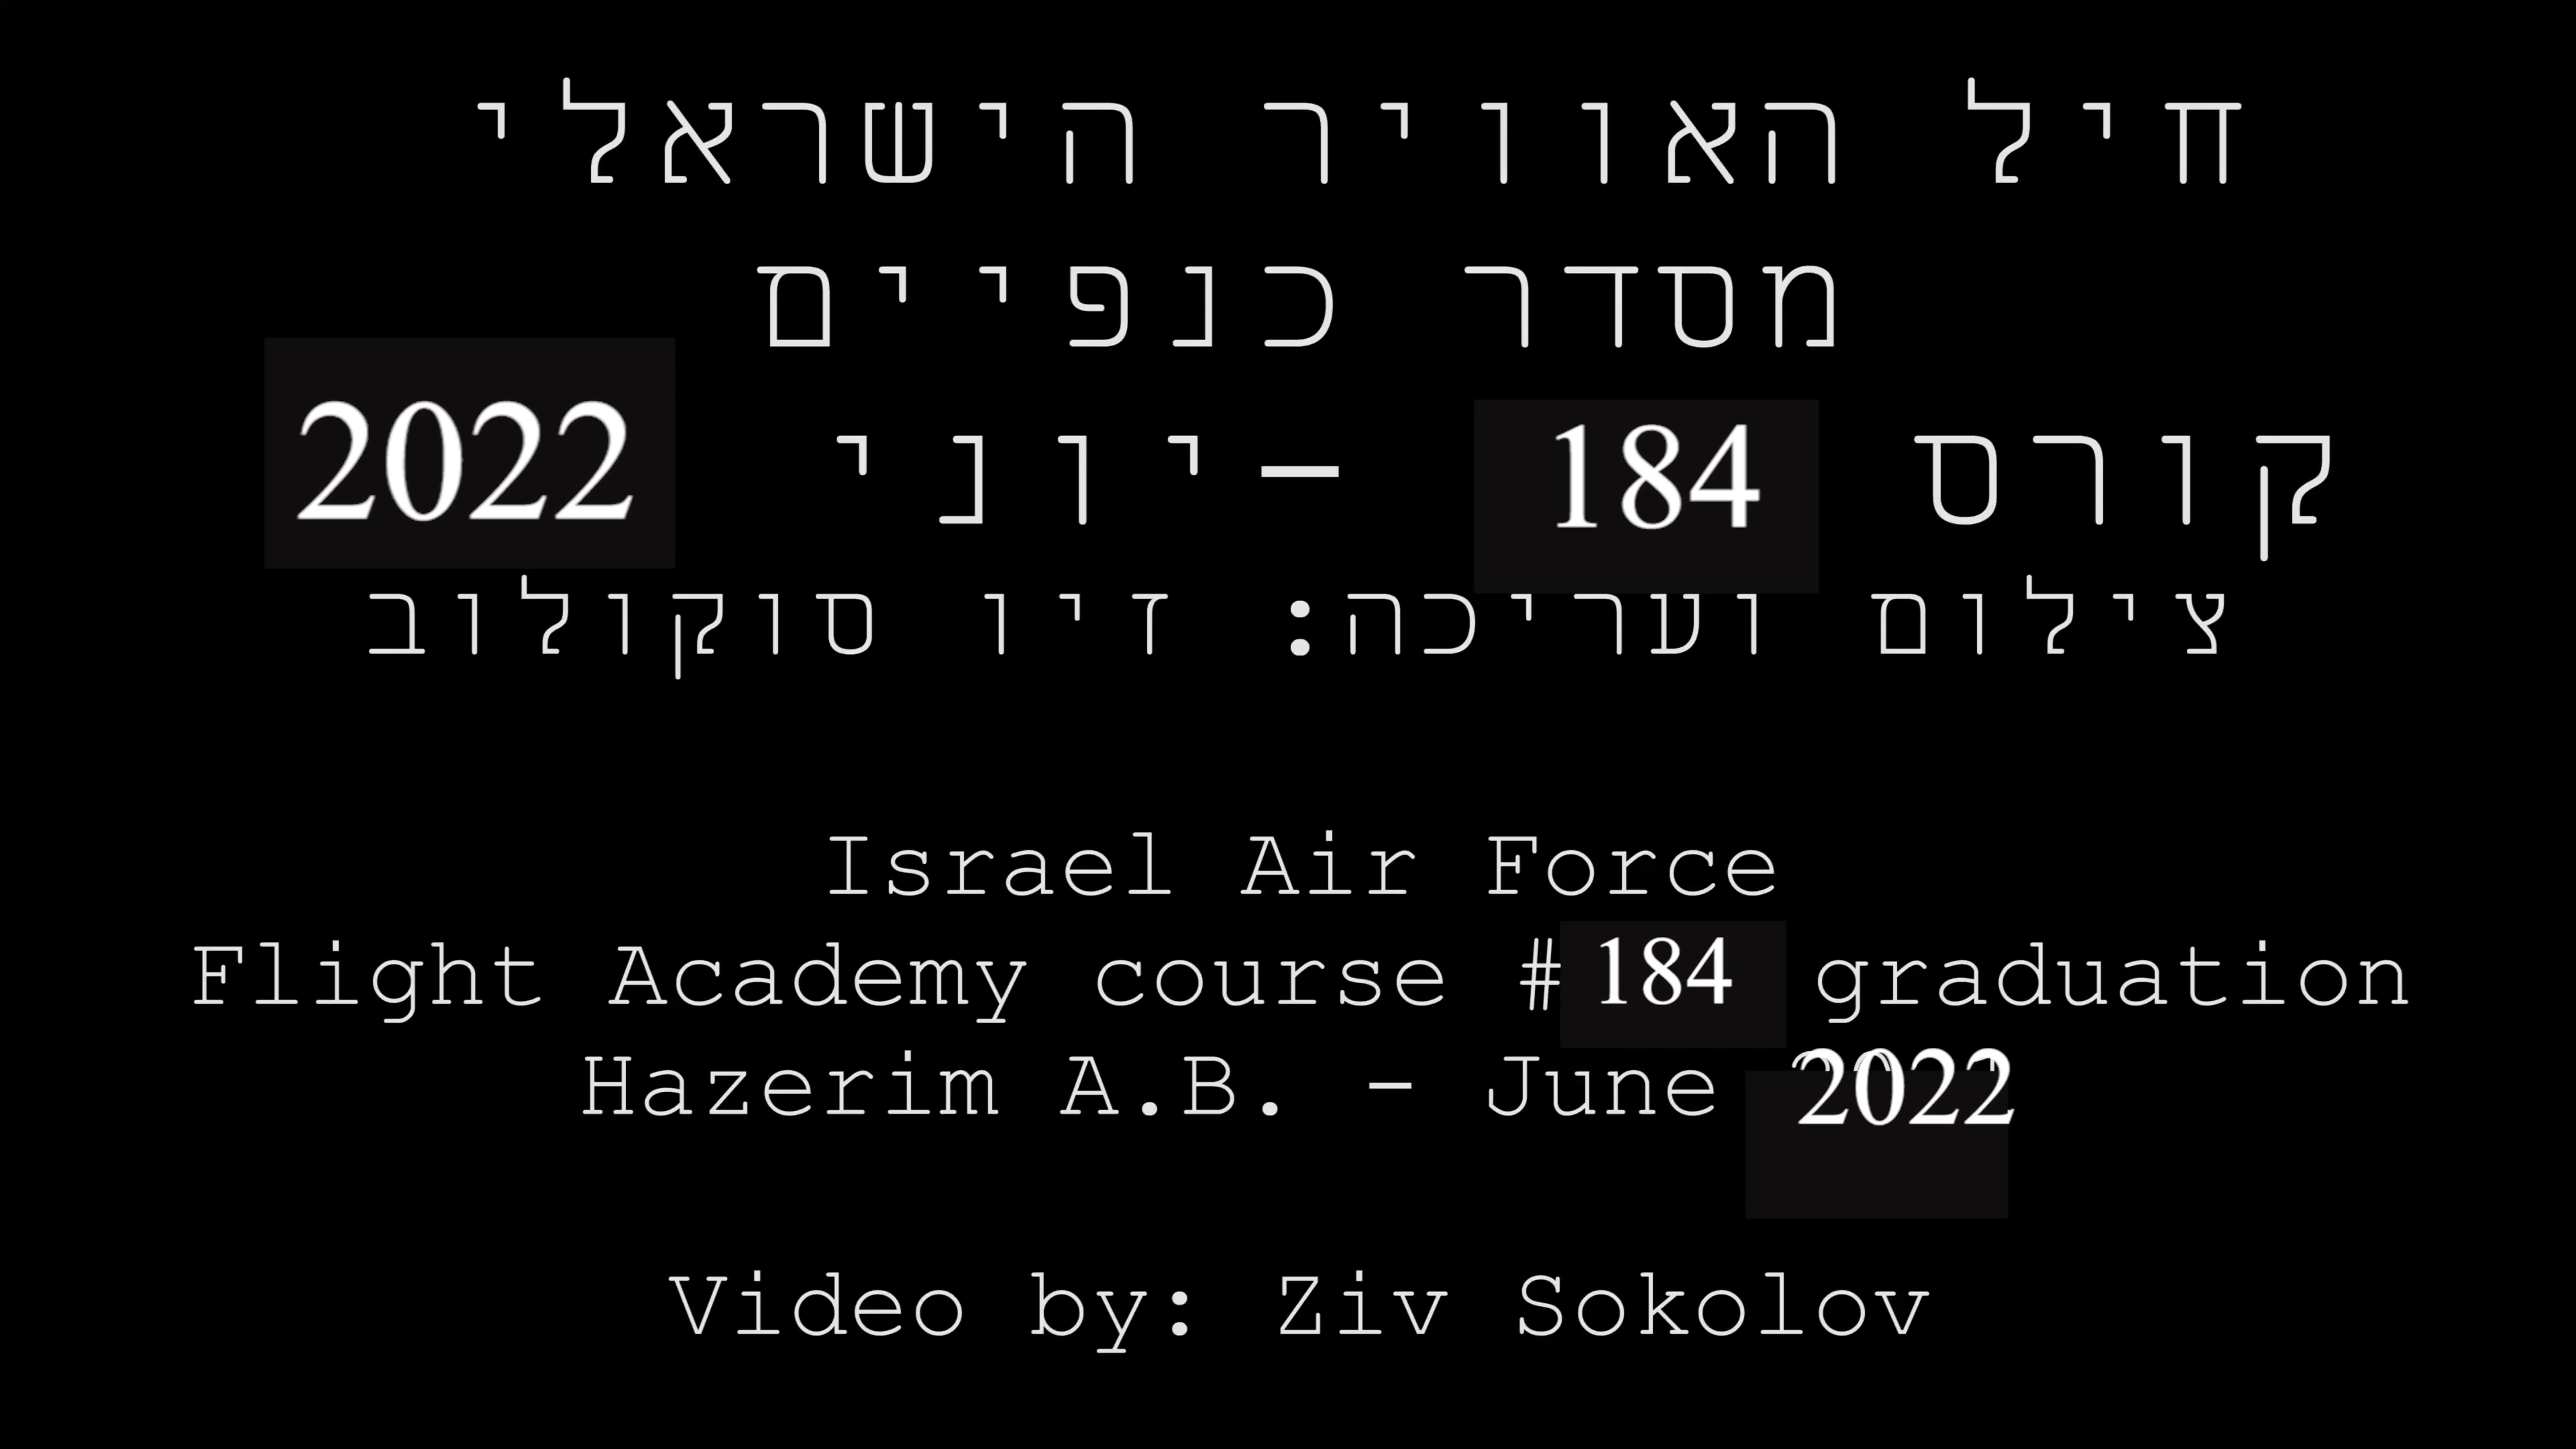 חיל האוויר הישראלי
מסדר כנפיים
קורס 184 -יוני 2022
צילום ועריכה: זיו סוקולוב
Israel Air Force
Flight Academy course #184 graduation
Hazerim A.B. - June 2022
Video by: Ziv Sokolov